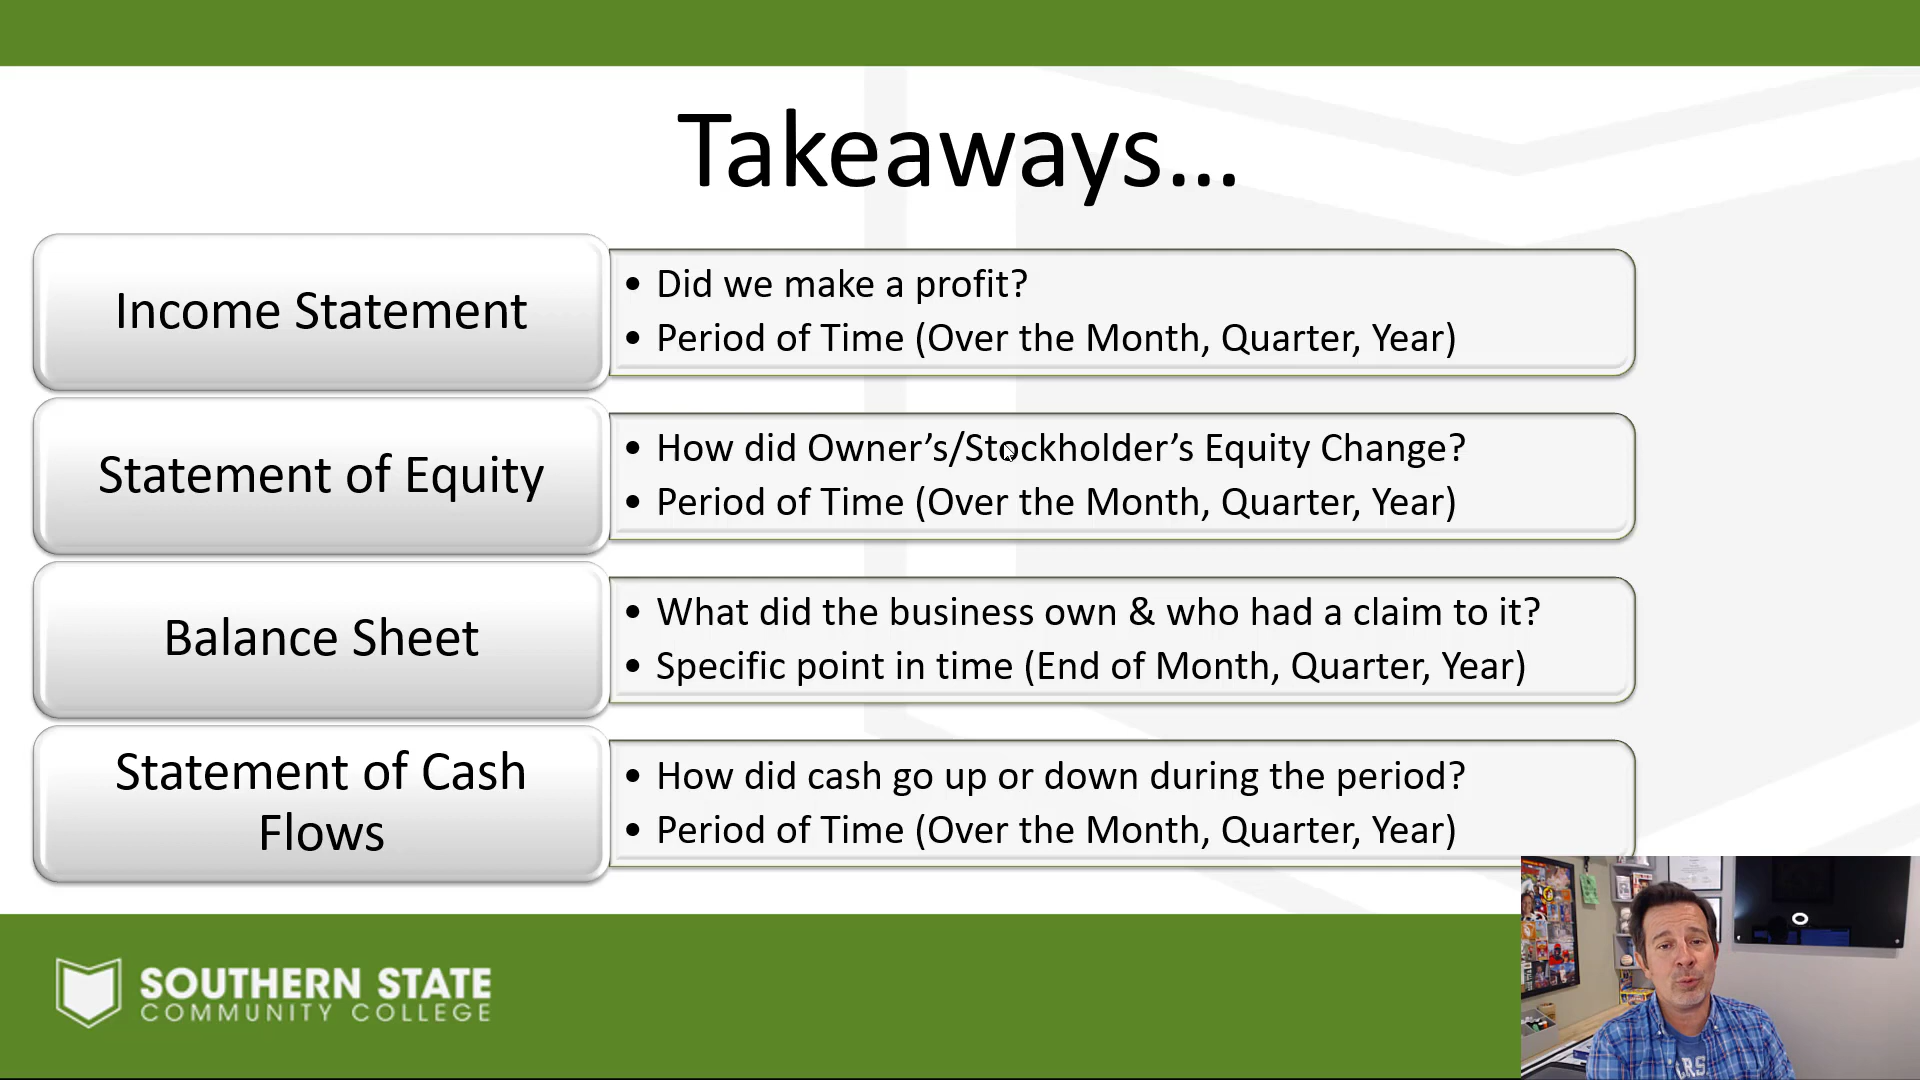 Takeaways...
Income Statement
• Did we make a profit?
• Period of Time (Over the Month, Quarter, Year)
Statement of Equity
• How did Owner’s/Stockholder’s Equity Change?
• Period of Time (Over the Month, Quarter, Year)
Balance Sheet
• What did the business own & who had a claim to it?
• Specific point in time (End of Month, Quarter, Year)
Statement of Cash
Flows
• How did cash go up or down during the period?
• Period of Time (Over the Month, Quarter, Year)
SOUTHERN STATE
COMMUNITY COLLEGE